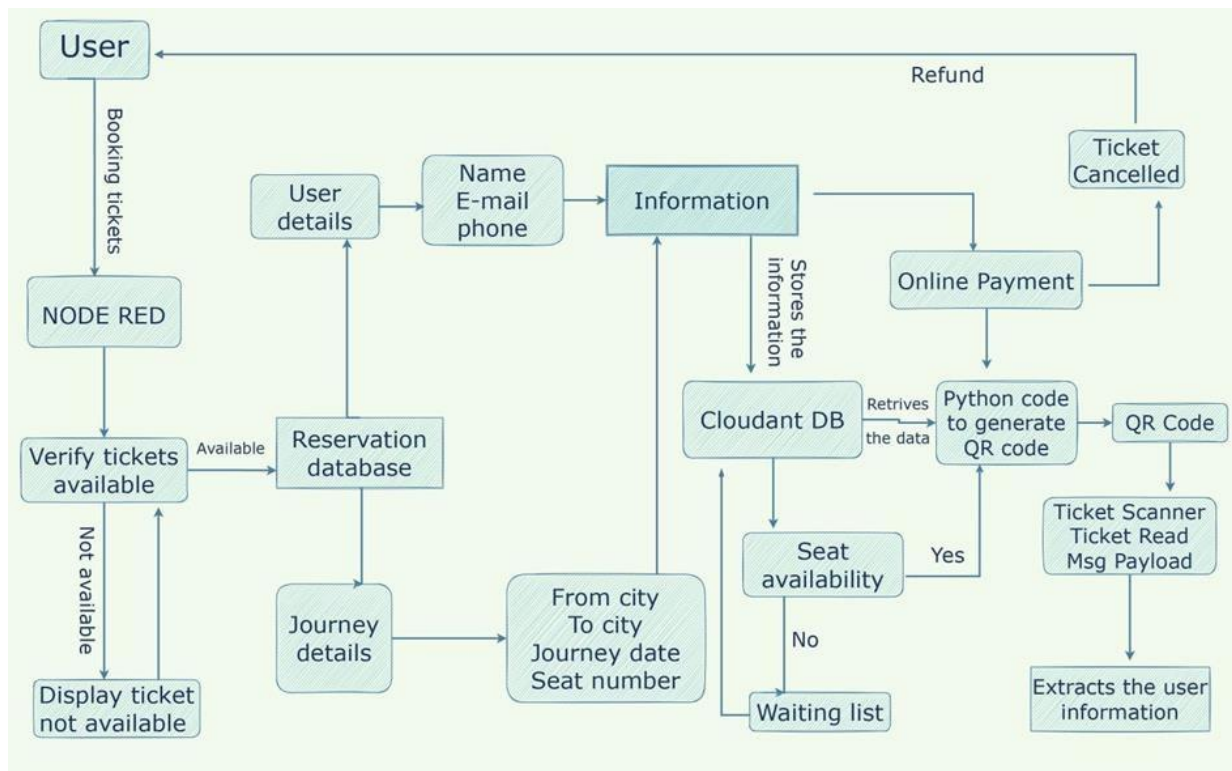 User
Refund
Booking tickets
Ticket
Cancelled
User
details
Name
E-mail
phone
Information
Online Payment
NODE RED
Stores the
information
Verify tickets
available
Available
Reservation
database
Cloudant DB
Retrives
the data
Python code
to generate
QR code
QR Code
Not available
Seat
availability
Yes
Ticket Scanner
Ticket Read
Msg Payload
Journey
details
From city
To city
Journey date
Seat number
No
Display ticket
not available
Waiting list
Extracts the user
information